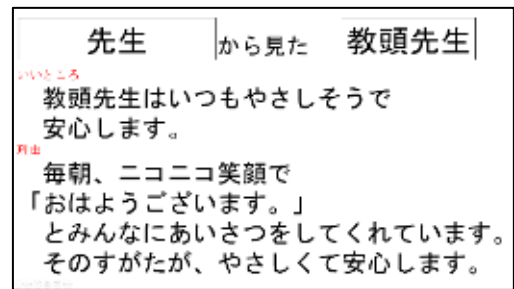 先生 から見た 教頭先生
いいところ
教頭先生はいつもやさしそうで
安心します。
理由
毎朝、ニコニコ笑顔で
「おはようございます。」
とみんなにあいさつをしてくれています。
そのすがたが、やさしくて安心します。